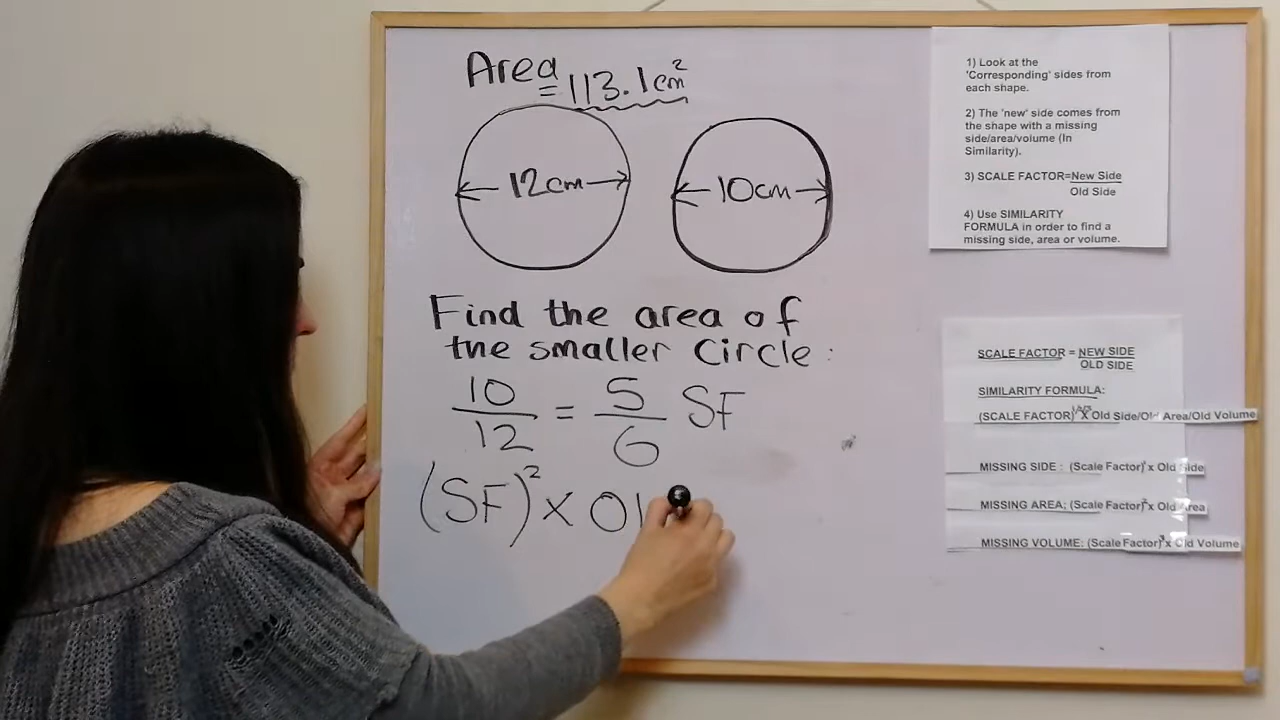 Area
= 113.1cm²
12cm
10cm
Find the area of
the smaller circle:
10/12 = 5/6 SF
(SF)² × Ol
1) Look at the
'Corresponding' sides from
each shape.
2) The 'new' side comes from
the shape with a missing
side/area/volume (In
Similarity).
3) SCALE FACTOR=New Side
Old Side
4) Use SIMILARITY
FORMULA in order to find a
missing side, area or volume.
SCALE FACTOR = NEW SIDE
OLD SIDE
SIMILARITY FORMULA:
(SCALE FACTOR) x Old Side/Old Area/Old Volume
MISSING SIDE : (Scale Factor) x Old Side
MISSING AREA; (Scale Factor)² x Old Area
MISSING VOLUME: (Scale Factor)³ x Old Volume